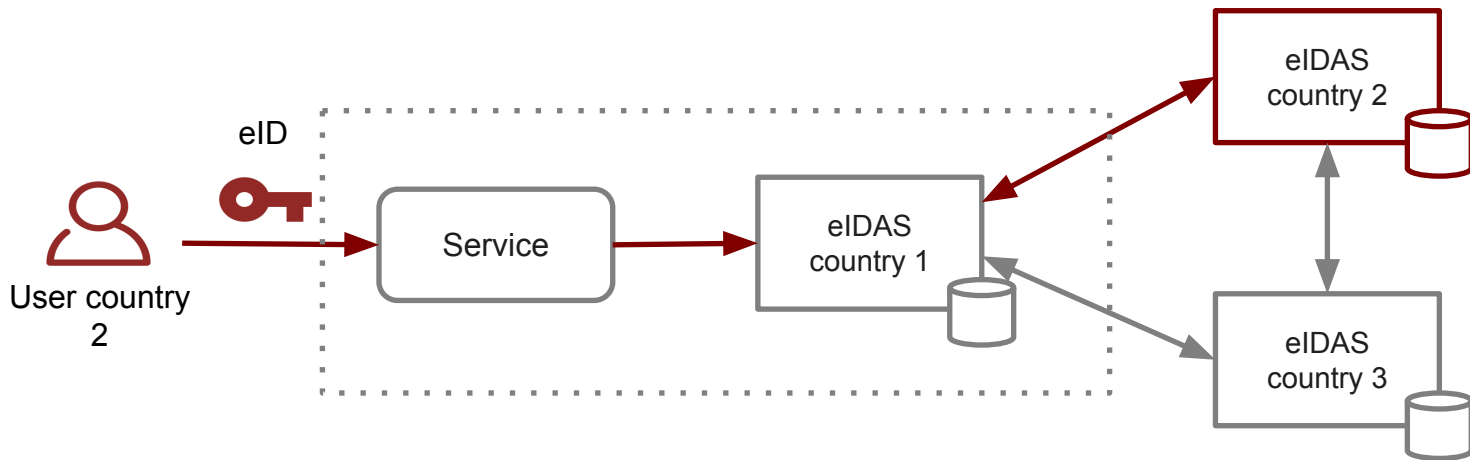 eID
User country
2
Service
eIDAS
country 1
eIDAS
country 2
eIDAS
country 3